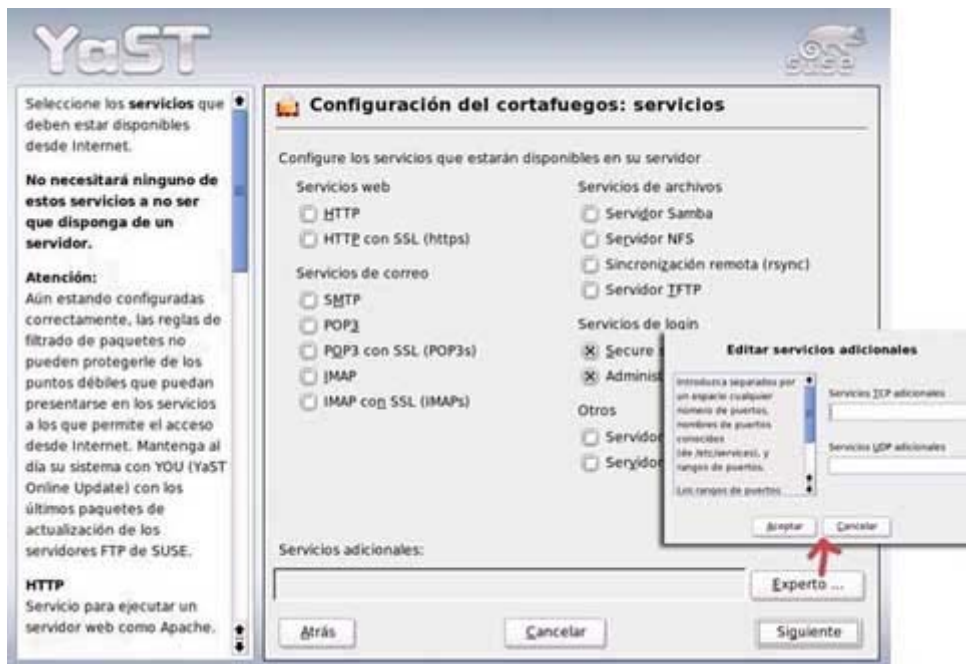 YaST
SUSE
Seleccione los servicios que
deben estar disponibles
desde Internet.
No necesitará ninguno de
estos servicios a no ser
que disponga de un
servidor.
Atención:
Aún estando configuradas
correctamente, las reglas de
filtrado de paquetes no
pueden protegerle de los
puntos débiles que puedan
presentarse en los servicios
a los que permite el acceso
desde Internet. Mantenga al
día su sistema con YOU (YaST
Online Update) con los
últimos paquetes de
actualización de los
servidores FTP de SUSE.
HTTP
Servicio para ejecutar un
servidor web como Apache.
Configuración del cortafuegos: servicios
Configure los servicios que estarán disponibles en su servidor
Servicios web
HTTP
HTTP con SSL (https)
Servicios de correo
SMTP
POP3
POP3 con SSL (POP3s)
IMAP
IMAP con SSL (IMAPs)
Servicios de archivos
Servidor Samba
Servidor NFS
Sincronización remota (rsync)
Servidor TFTP
Servicios de login
Secure s
Administ
Otros
Servidor
Servidor
Editar servicios adicionales
Introduzca separados por
un espacio cualquier
número de puertos,
nombres de puertos
conocidos
(de /etc/services), y
rangos de puertos.
Los rangos de puertos
Servicios TCP adicionales
Servicios UDP adicionales
Aceptar
Cancelar
Servicios adicionales:
Experto ...
Atrás
Cancelar
Siguiente